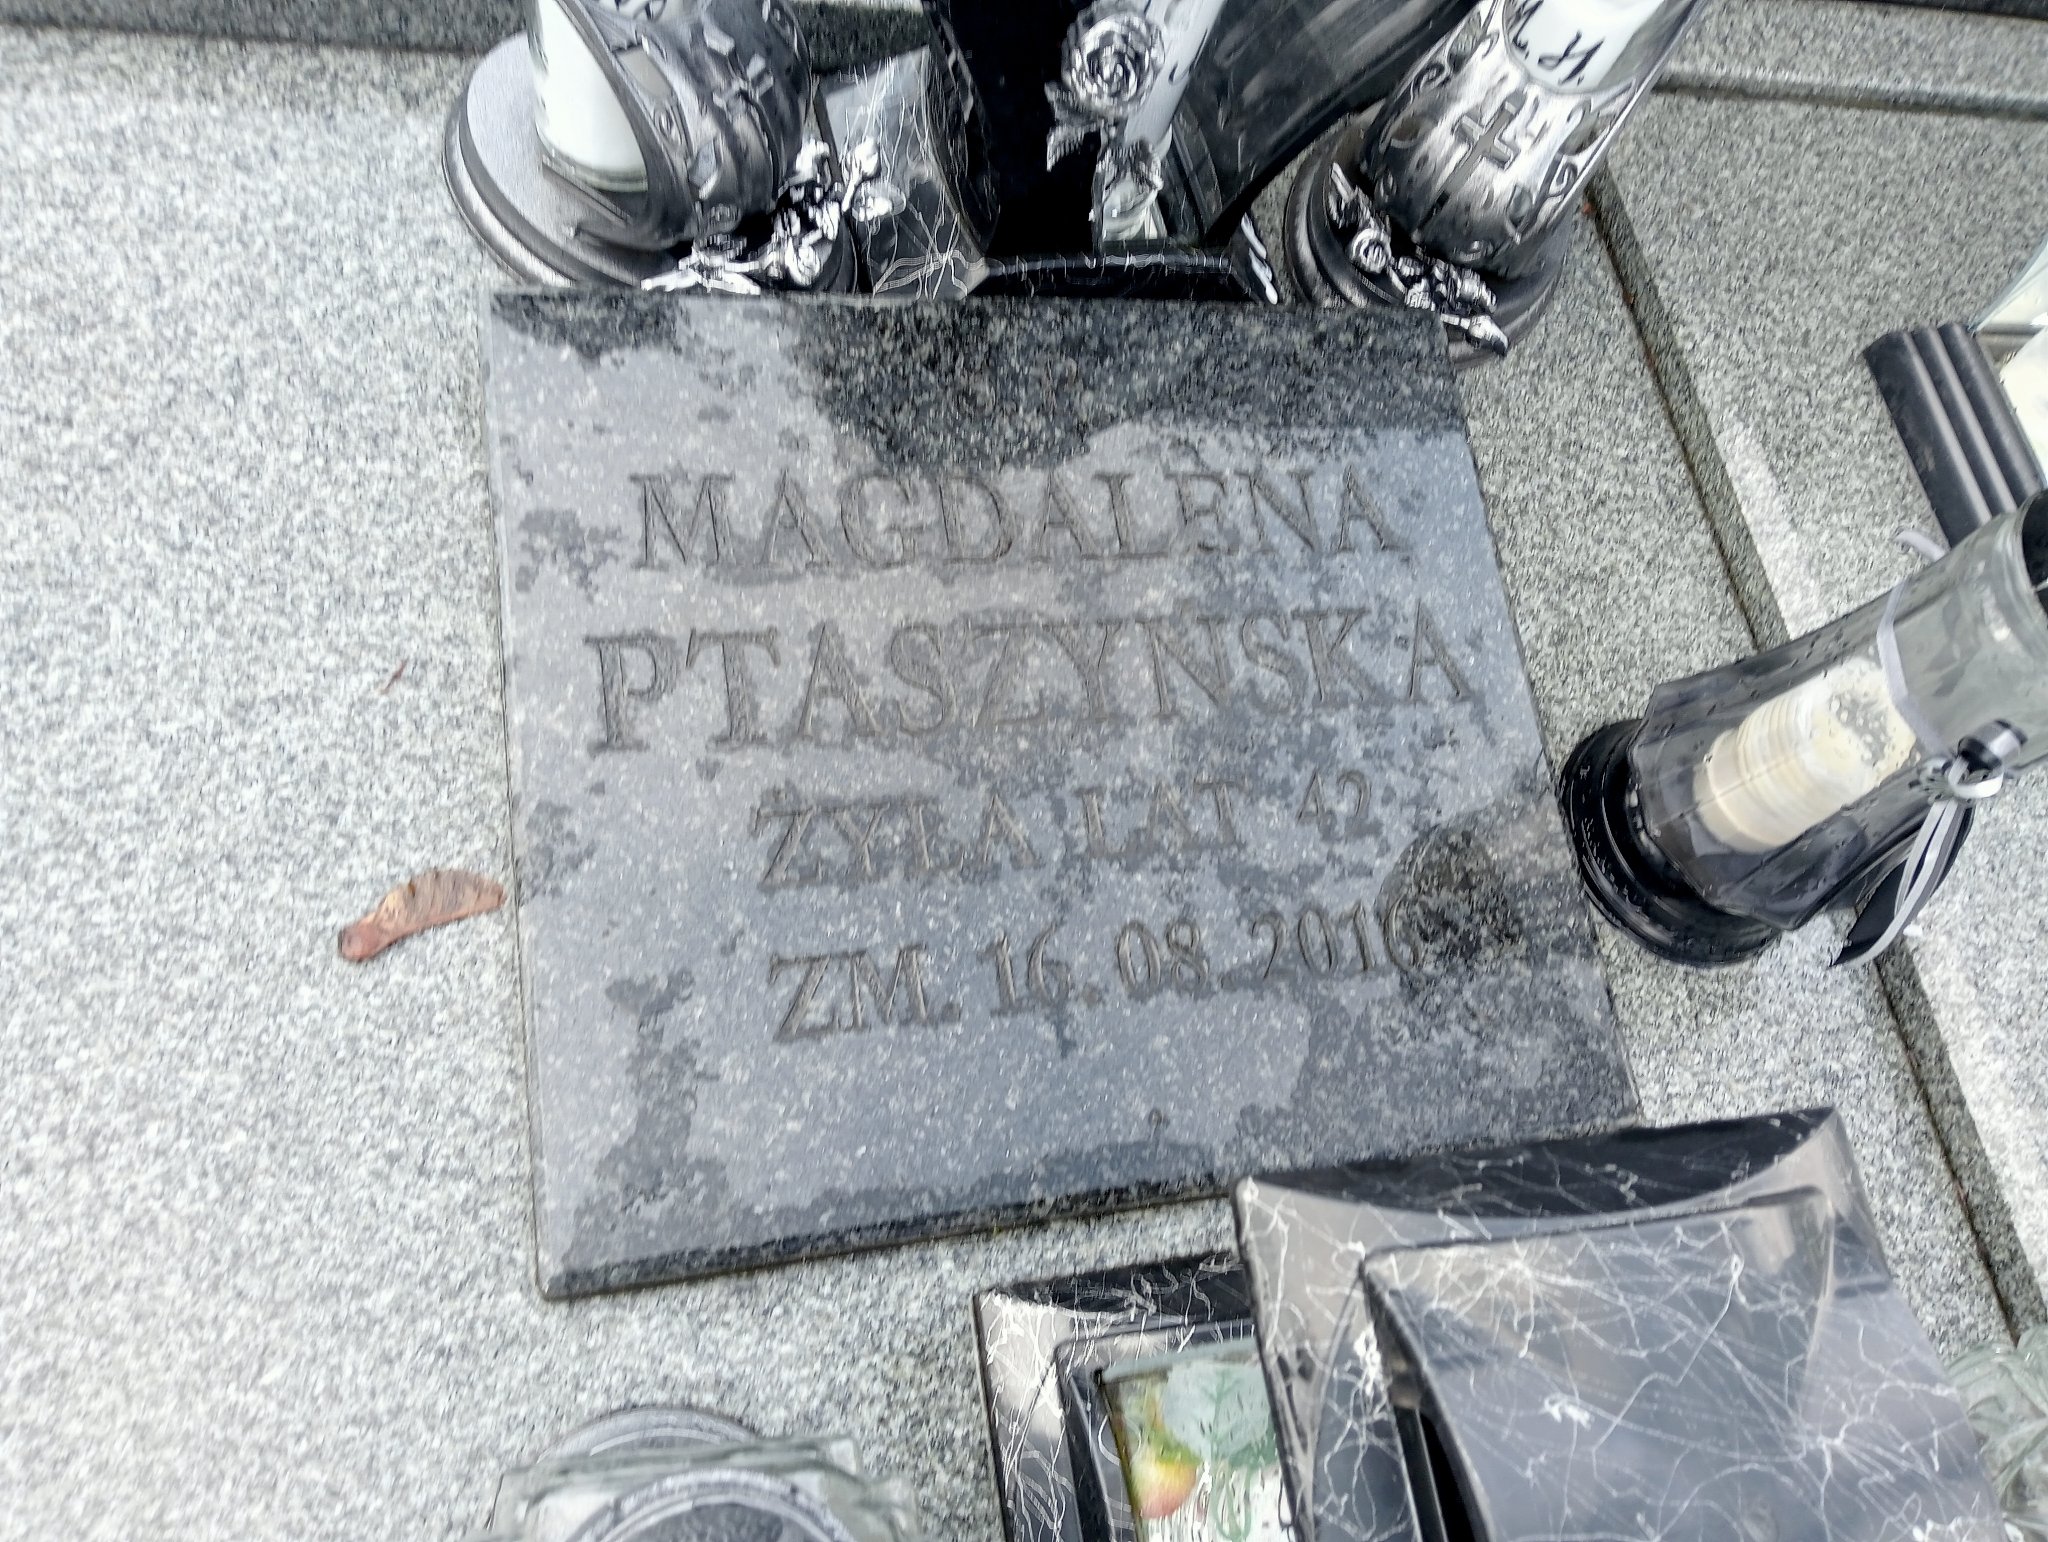 M.G.
MAGDALENA
PTASZYŃSKA
ŻYŁA LAT 42
ZM. 16.08.2016